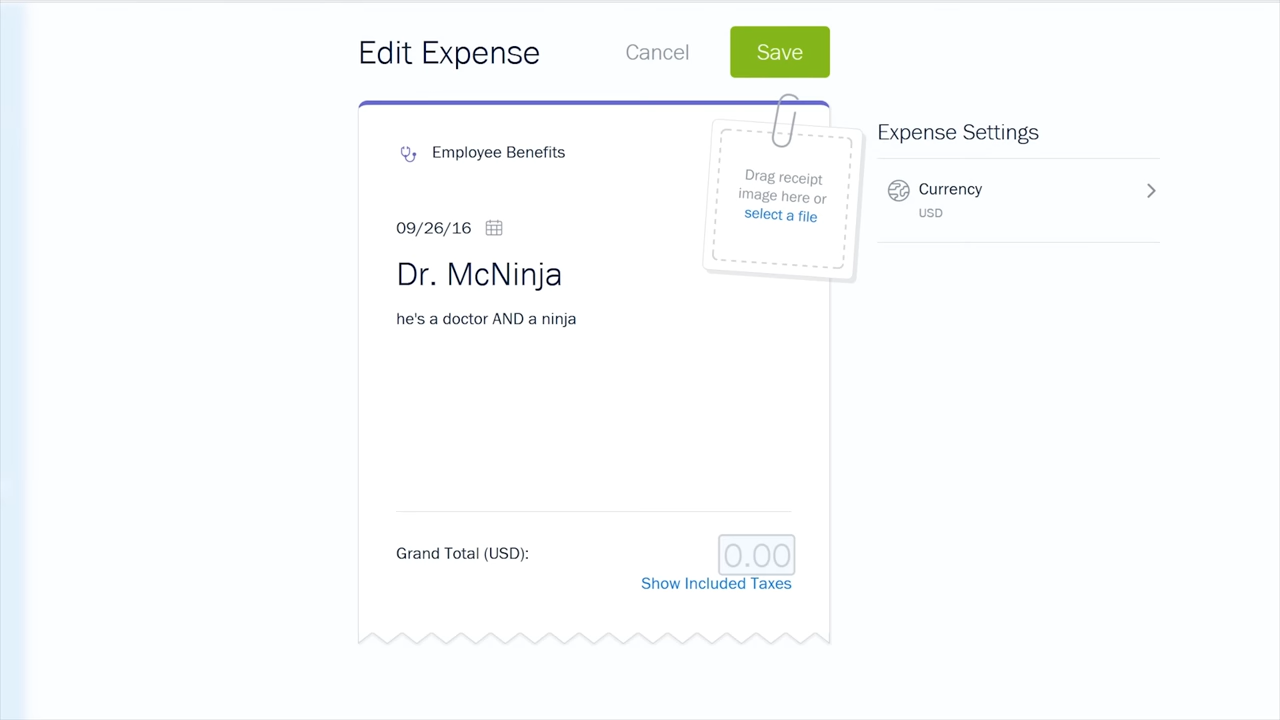 Edit Expense
Cancel
Save
Employee Benefits
Drag receipt
image here or
select a file
Expense Settings
Currency
USD
09/26/16
Dr. McNinja
he's a doctor AND a ninja
Grand Total (USD):
0.00
Show Included Taxes